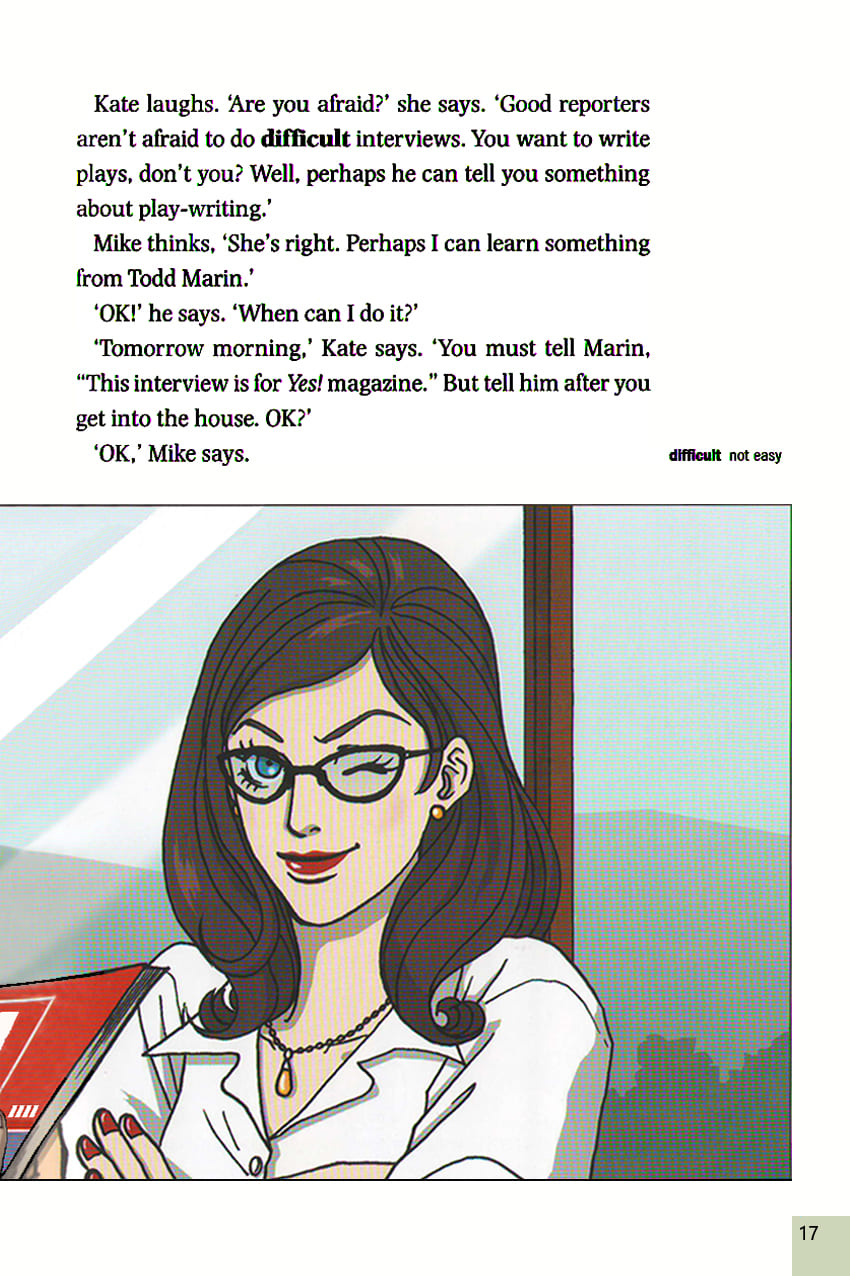 Kate laughs. ‘Are you afraid?’ she says. ‘Good reporters
aren’t afraid to do difficult interviews. You want to write
plays, don’t you? Well, perhaps he can tell you something
about play-writing.’
Mike thinks, ‘She’s right. Perhaps I can learn something
from Todd Marin.’
‘OK!’ he says. ‘When can I do it?’
‘Tomorrow morning,’ Kate says. ‘You must tell Marin,
“This interview is for Yes! magazine.” But tell him after you
get into the house. OK?’
‘OK,’ Mike says.
difficult not easy
17